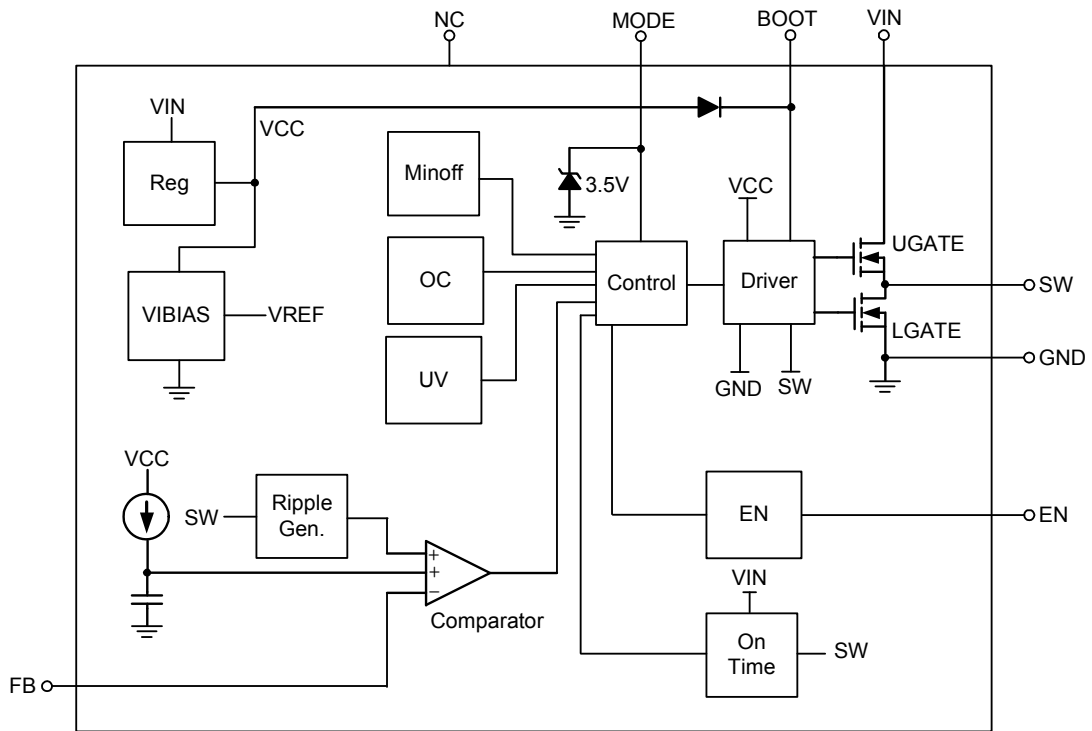 NC
MODE
BOOT
VIN
VIN
VCC
Reg
Minoff
3.5V
VCC
UGATE
OC
Control
Driver
SW
VIBIAS
VREF
LGATE
UV
GND
SW
GND
VCC
SW
Ripple
Gen.
EN
EN
+
+
−
Comparator
VIN
On
Time
SW
FB